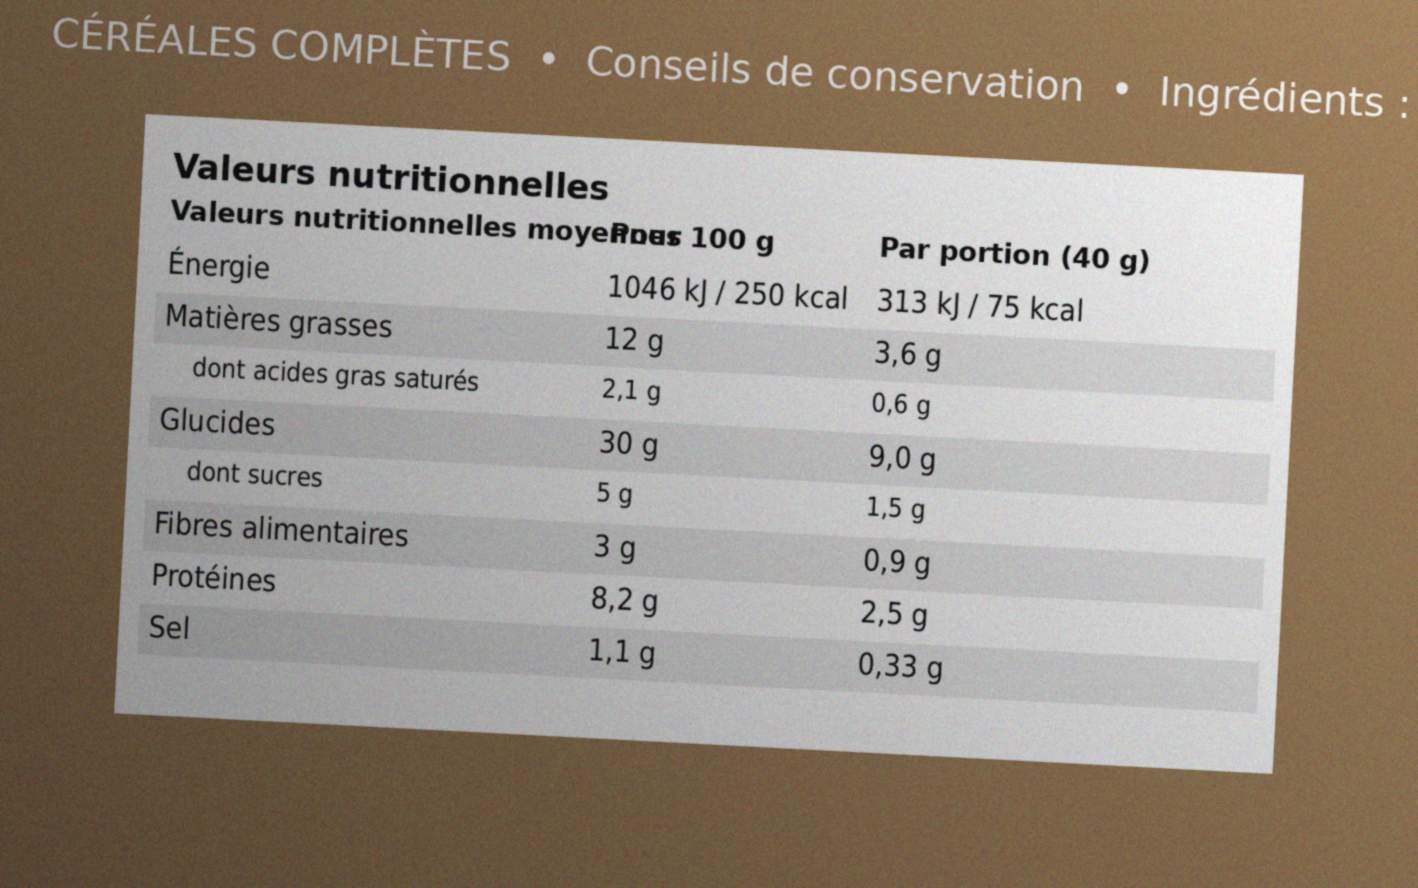 CÉRÉALES COMPLÈTES • Conseils de conservation • Ingrédients :
Valeurs nutritionnelles
Valeurs nutritionnelles moyennes Pour 100 g Par portion (40 g)
Énergie 1046 kJ / 250 kcal 313 kJ / 75 kcal
Matières grasses 12 g 3,6 g
dont acides gras saturés 2,1 g 0,6 g
Glucides 30 g 9,0 g
dont sucres 5 g 1,5 g
Fibres alimentaires 3 g 0,9 g
Protéines 8,2 g 2,5 g
Sel 1,1 g 0,33 g